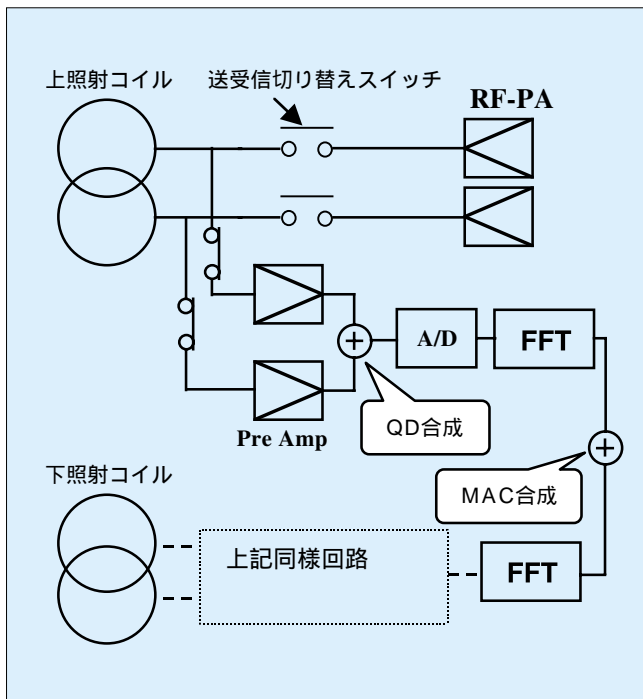 上照射コイル
送受信切り替えスイッチ
RF-PA
A/D
FFT
QD合成
Pre Amp
MAC合成
下照射コイル
上記同様回路
FFT